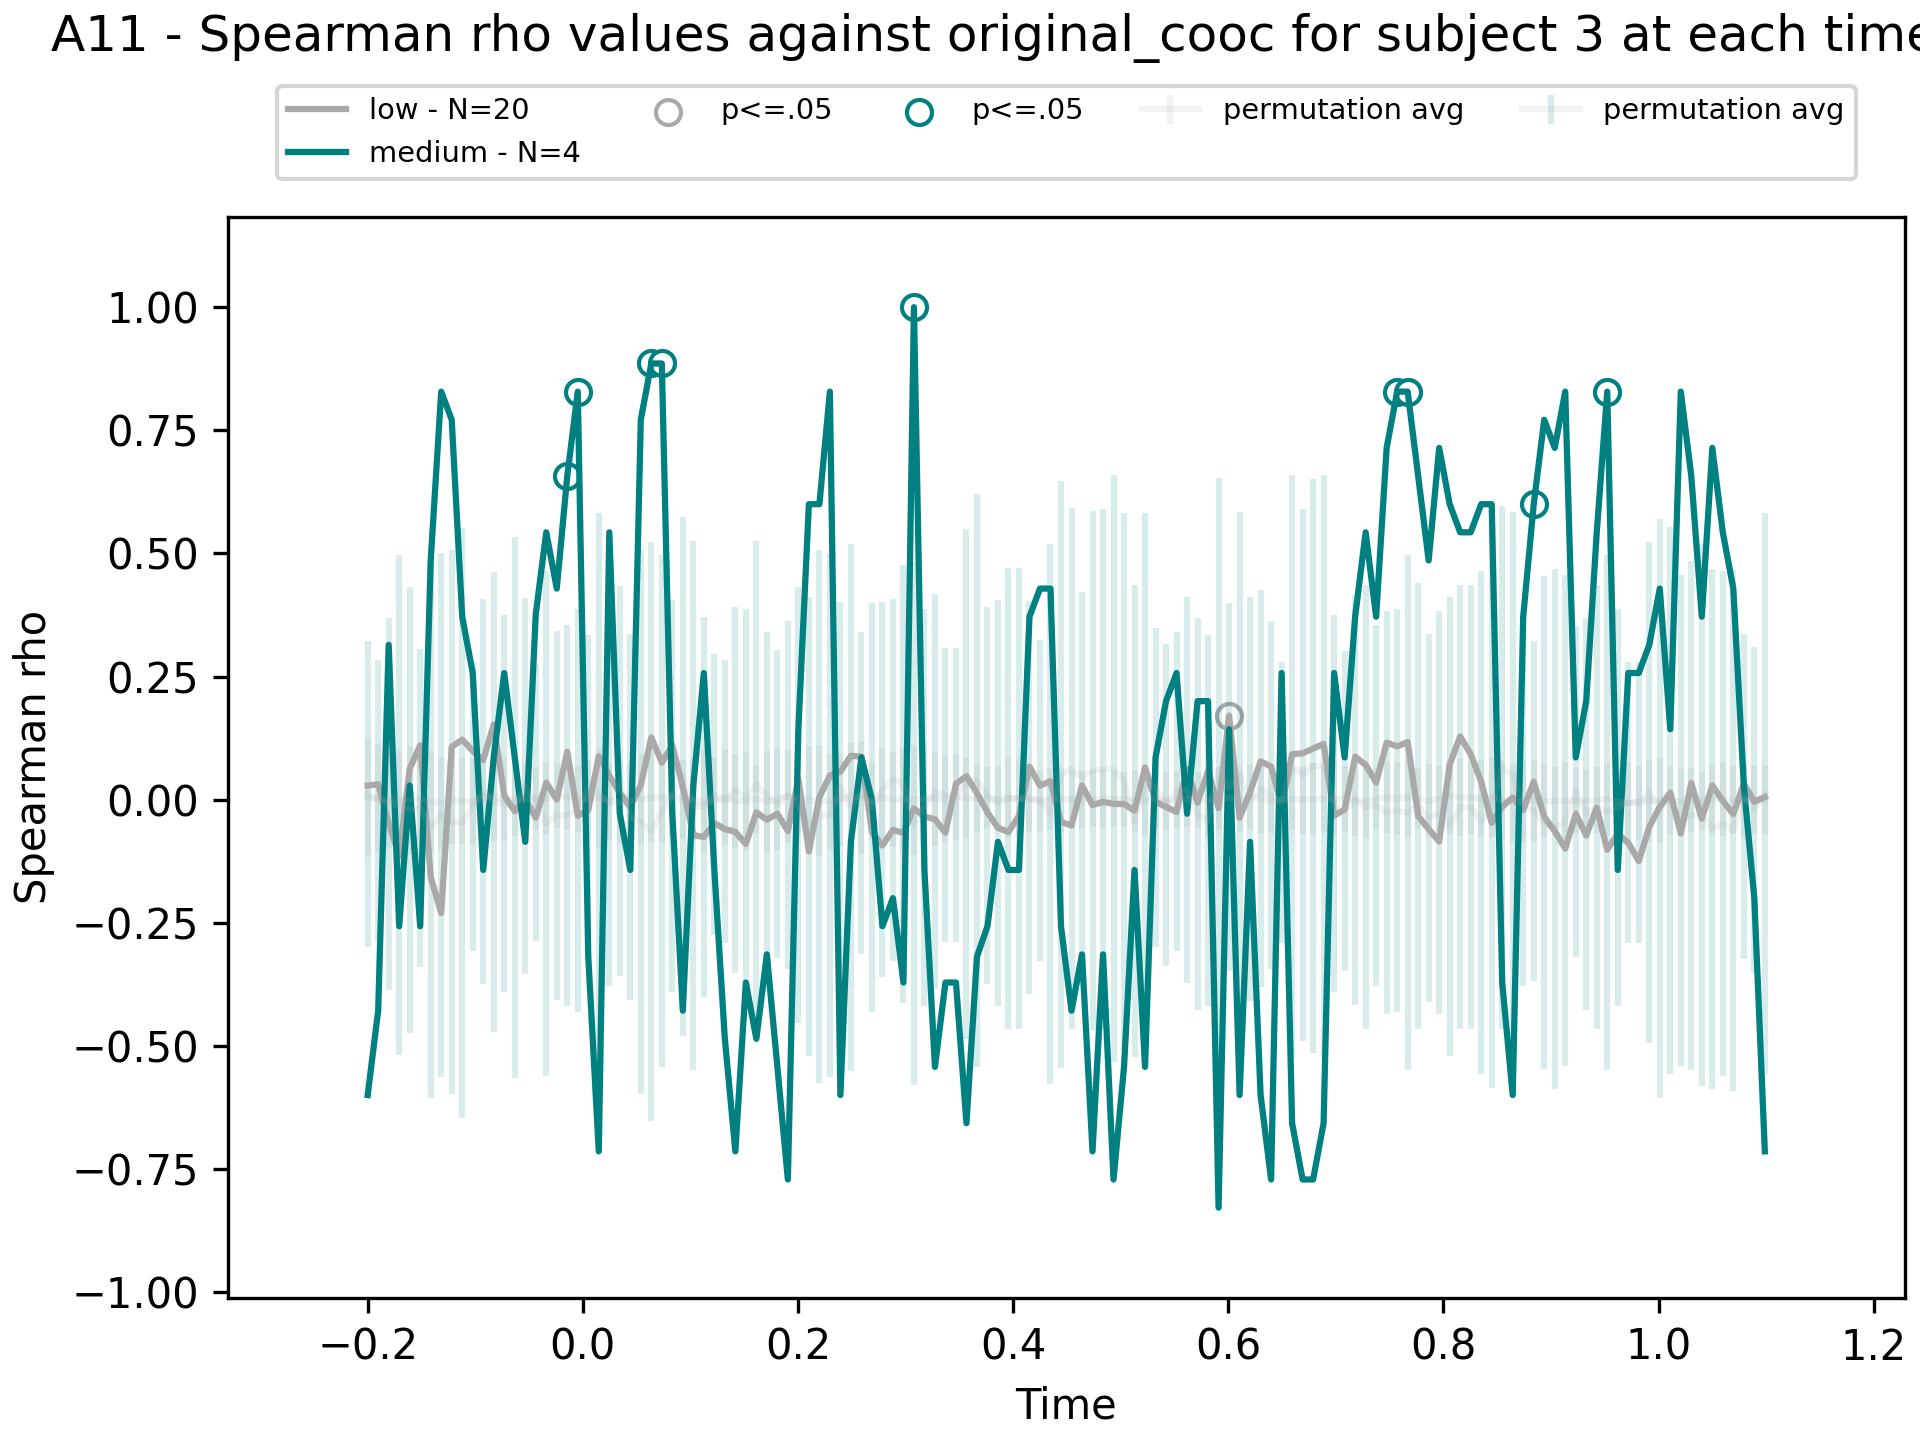 A11 - Spearman rho values against original_cooc for subject 3 at each time
low - N=20
medium - N=4
p<=.05
p<=.05
permutation avg
permutation avg
Spearman rho
1.00
0.75
0.50
0.25
0.00
−0.25
−0.50
−0.75
−1.00
−0.2
0.0
0.2
0.4
0.6
0.8
1.0
1.2
Time